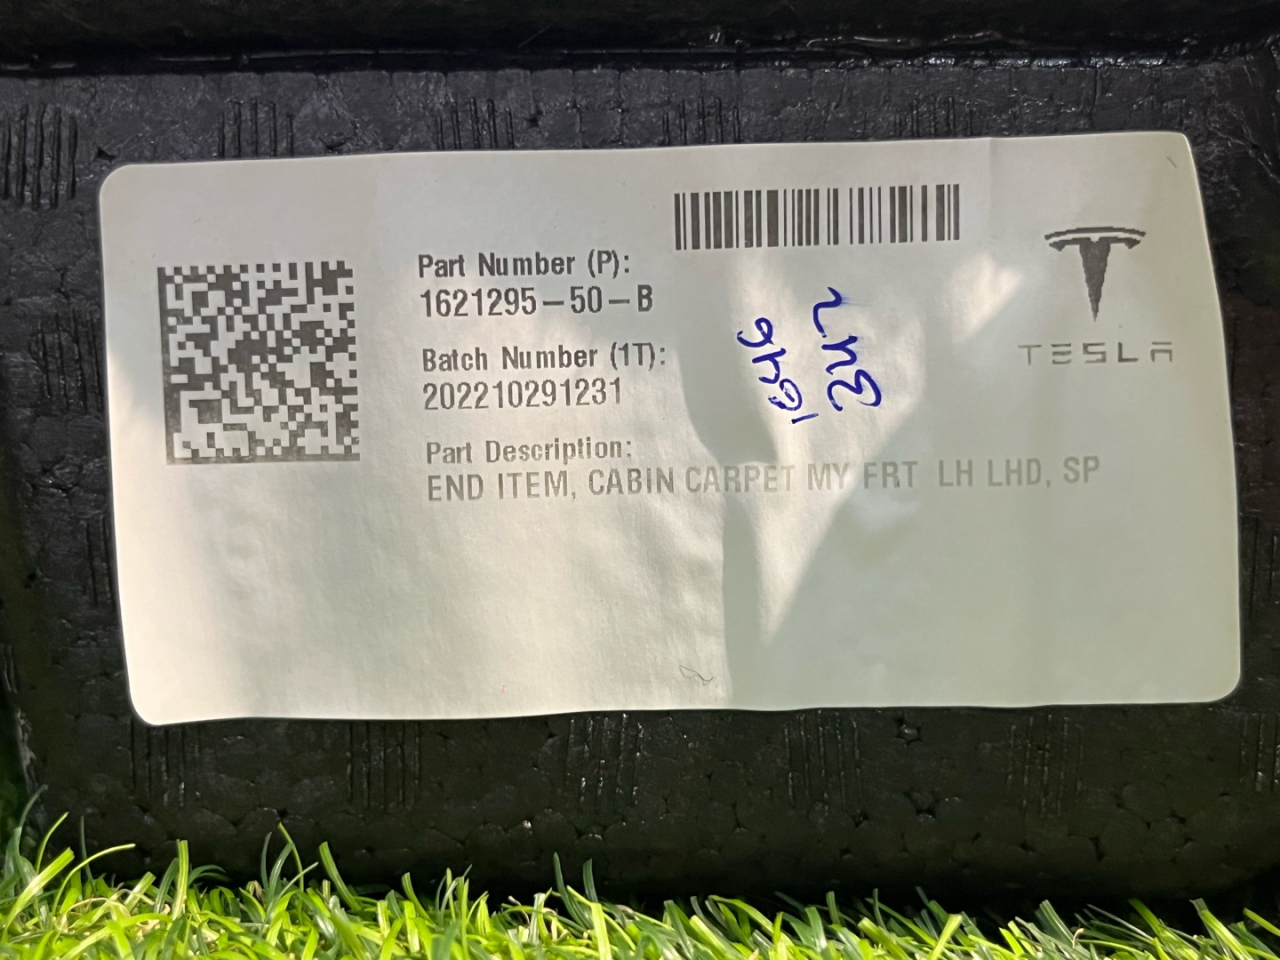 Part Number (P):
1621295-50-B
Batch Number (1T):
202210291231
Part Description:
END ITEM, CABIN CARPET MY FRT LH LHD, SP
TESLA